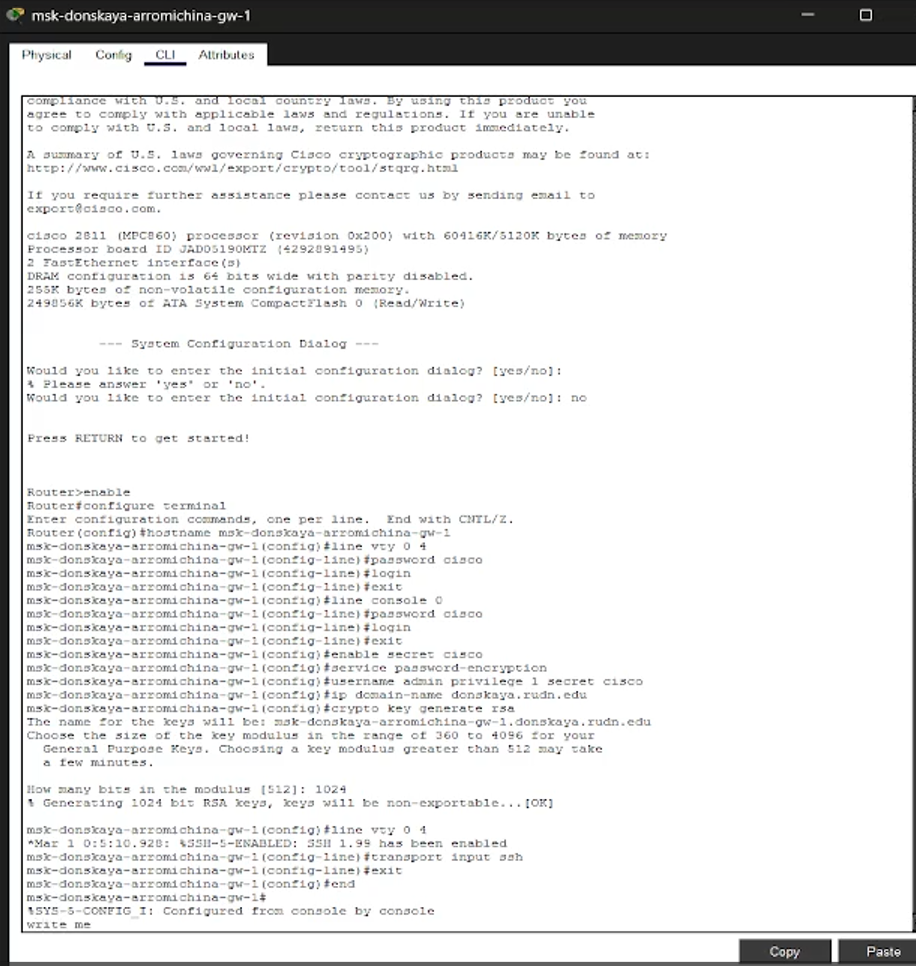 msk-donskaya-arromichina-gw-1
Physical Config CLI Attributes
compliance with U.S. and local country laws. By using this product you
agree to comply with applicable laws and regulations. If you are unable
to comply with U.S. and local laws, return this product immediately.
A summary of U.S. laws governing Cisco cryptographic products may be found at:
http://www.cisco.com/wwl/export/crypto/tool/stqrg.html
If you require further assistance please contact us by sending email to
export@cisco.com.
cisco 2811 (MPC860) processor (revision 0x200) with 60416K/5120K bytes of memory
Processor board ID JAD05190MTZ (4292891495)
2 FastEthernet interface(s)
DRAM configuration is 64 bits wide with parity disabled.
255K bytes of non-volatile configuration memory.
249856K bytes of ATA System CompactFlash 0 (Read/Write)
--- System Configuration Dialog ---
Would you like to enter the initial configuration dialog? [yes/no]:
% Please answer 'yes' or 'no'.
Would you like to enter the initial configuration dialog? [yes/no]: no
Press RETURN to get started!
Router>enable
Router#configure terminal
Enter configuration commands, one per line. End with CNTL/Z.
Router(config)#hostname msk-donskaya-arromichina-gw-1
msk-donskaya-arromichina-gw-1(config)#line vty 0 4
msk-donskaya-arromichina-gw-1(config-line)#password cisco
msk-donskaya-arromichina-gw-1(config-line)#login
msk-donskaya-arromichina-gw-1(config-line)#exit
msk-donskaya-arromichina-gw-1(config)#line console 0
msk-donskaya-arromichina-gw-1(config-line)#password cisco
msk-donskaya-arromichina-gw-1(config-line)#login
msk-donskaya-arromichina-gw-1(config-line)#exit
msk-donskaya-arromichina-gw-1(config)#enable secret cisco
msk-donskaya-arromichina-gw-1(config)#service password-encryption
msk-donskaya-arromichina-gw-1(config)#username admin privilege 1 secret cisco
msk-donskaya-arromichina-gw-1(config)#ip domain-name donskaya.rudn.edu
msk-donskaya-arromichina-gw-1(config)#crypto key generate rsa
The name for the keys will be: msk-donskaya-arromichina-gw-1.donskaya.rudn.edu
Choose the size of the key modulus in the range of 360 to 4096 for your
General Purpose Keys. Choosing a key modulus greater than 512 may take
a few minutes.
How many bits in the modulus [512]: 1024
% Generating 1024 bit RSA keys, keys will be non-exportable...[OK]
msk-donskaya-arromichina-gw-1(config)#line vty 0 4
*Mar 1 0:5:10.928: %SSH-5-ENABLED: SSH 1.99 has been enabled
msk-donskaya-arromichina-gw-1(config-line)#transport input ssh
msk-donskaya-arromichina-gw-1(config-line)#exit
msk-donskaya-arromichina-gw-1(config)#end
msk-donskaya-arromichina-gw-1#
%SYS-5-CONFIG_I: Configured from console by console
write me
Copy Paste